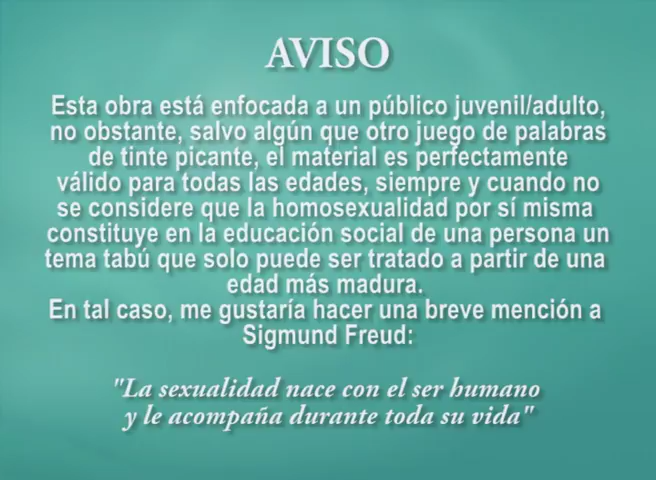 AVISO
Esta obra está enfocada a un público juvenil/adulto,
no obstante, salvo algún que otro juego de palabras
de tinte picante, el material es perfectamente
válido para todas las edades, siempre y cuando no
se considere que la homosexualidad por sí misma
constituye en la educación social de una persona un
tema tabú que solo puede ser tratado a partir de una
edad más madura.
En tal caso, me gustaría hacer una breve mención a
Sigmund Freud:
"La sexualidad nace con el ser humano
y le acompaña durante toda su vida"